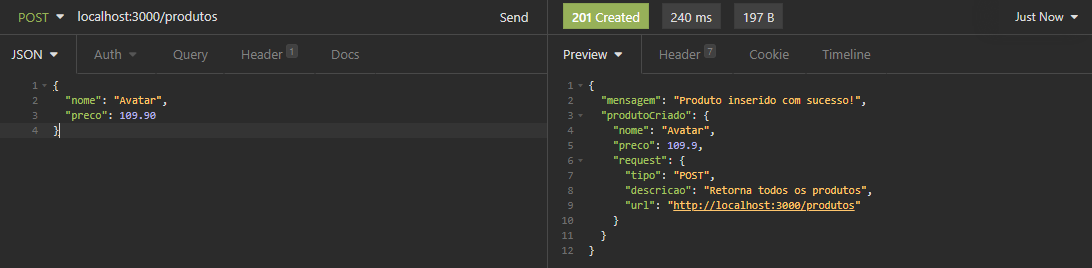 POST localhost:3000/produtos Send
JSON Auth Query Header 1 Docs
1 {
2 "nome": "Avatar",
3 "preco": 109.90
4 }
201 Created 240 ms 197 B Just Now
Preview Header 7 Cookie Timeline
1 {
2 "mensagem": "Produto inserido com sucesso!",
3 "produtoCriado": {
4 "nome": "Avatar",
5 "preco": 109.9,
6 "request": {
7 "tipo": "POST",
8 "descricao": "Retorna todos os produtos",
9 "url": "http://localhost:3000/produtos"
10 }
11 }
12 }